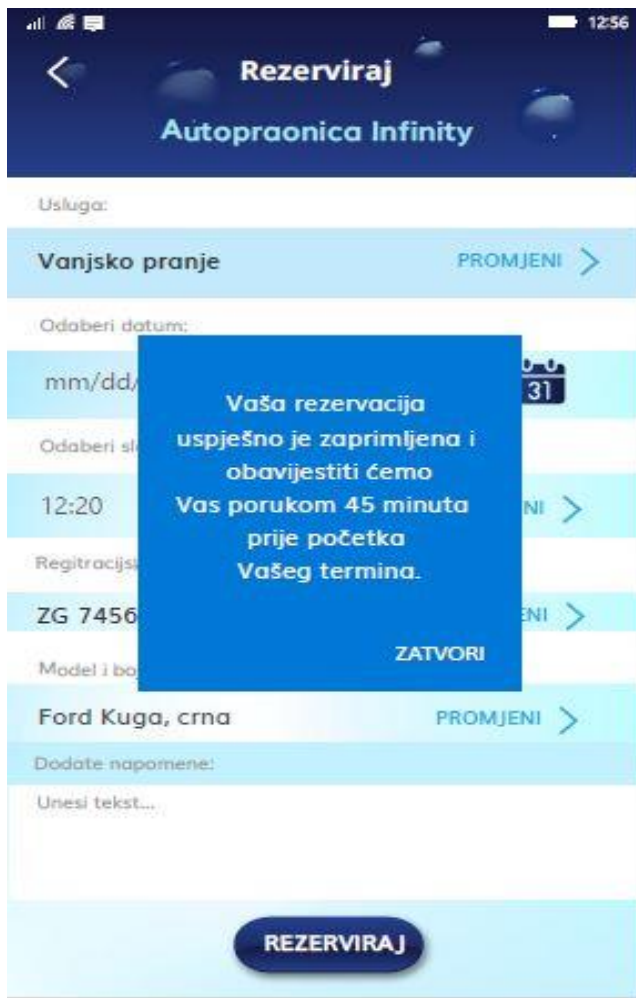 12:56
Rezerviraj
Autopraonica Infinity
Usluga:
Vanjsko pranje PROMJENI
Odaberi datum:
mm/dd/ 31
Odaberi
12:20
ZG 7456
Model i
Ford Kuga, crna PROMJENI
Dodate napomene:
Unesi tekst...
REZERVIRAJ
Vaša rezervacija
uspješno je zaprimljena i
obavijestiti ćemo
Vas porukom 45 minuta
prije početka
Vašeg termina.
ZATVORI